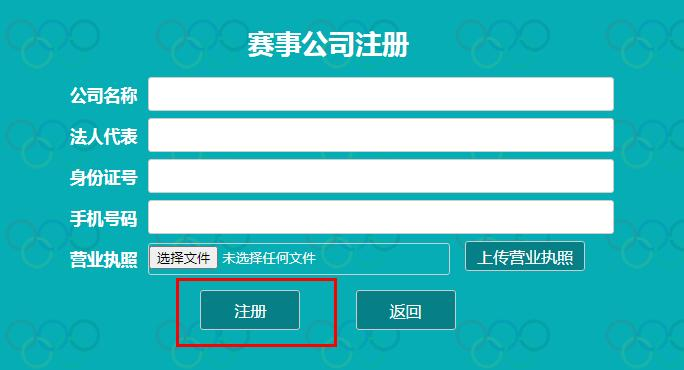 赛事公司注册
公司名称
法人代表
身份证号
手机号码
营业执照 选择文件 未选择任何文件 上传营业执照
注册 返回